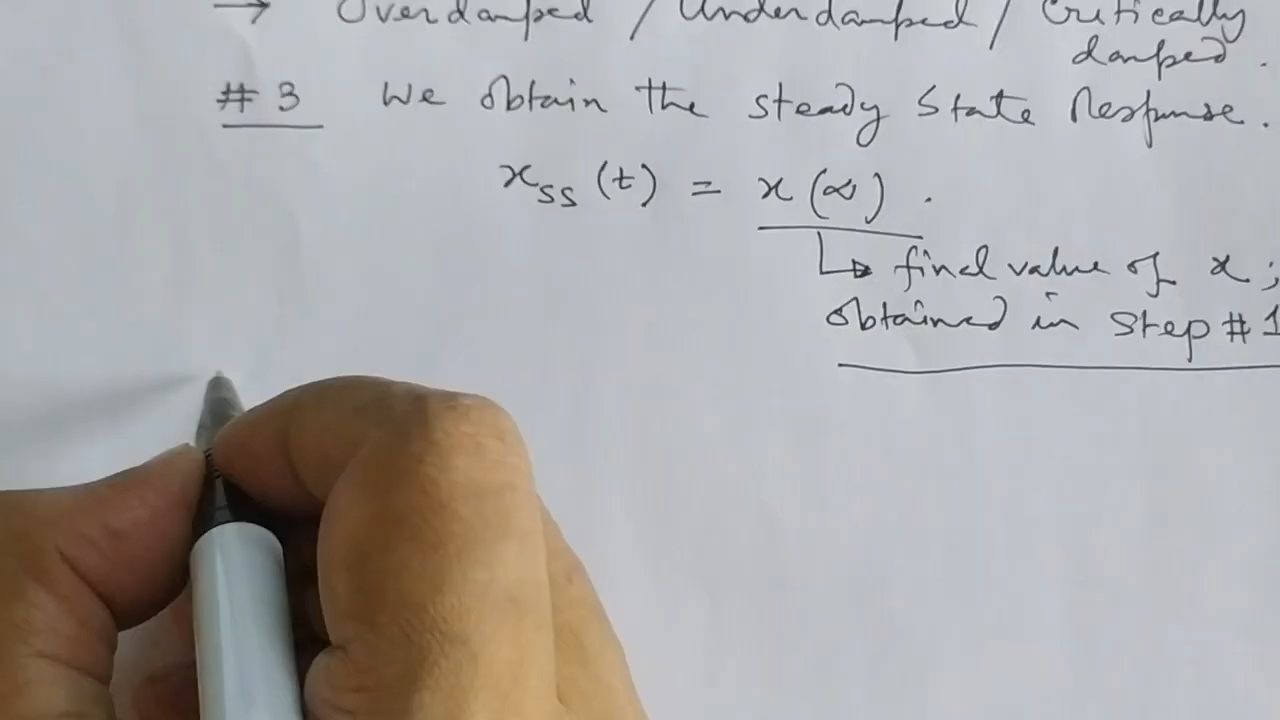 → Overdamped / Underdamped / Critically
damped.
# 3 We obtain the steady state Response.
x_ss (t) = x (∞).
↳ final value of x;
obtained in Step # 1